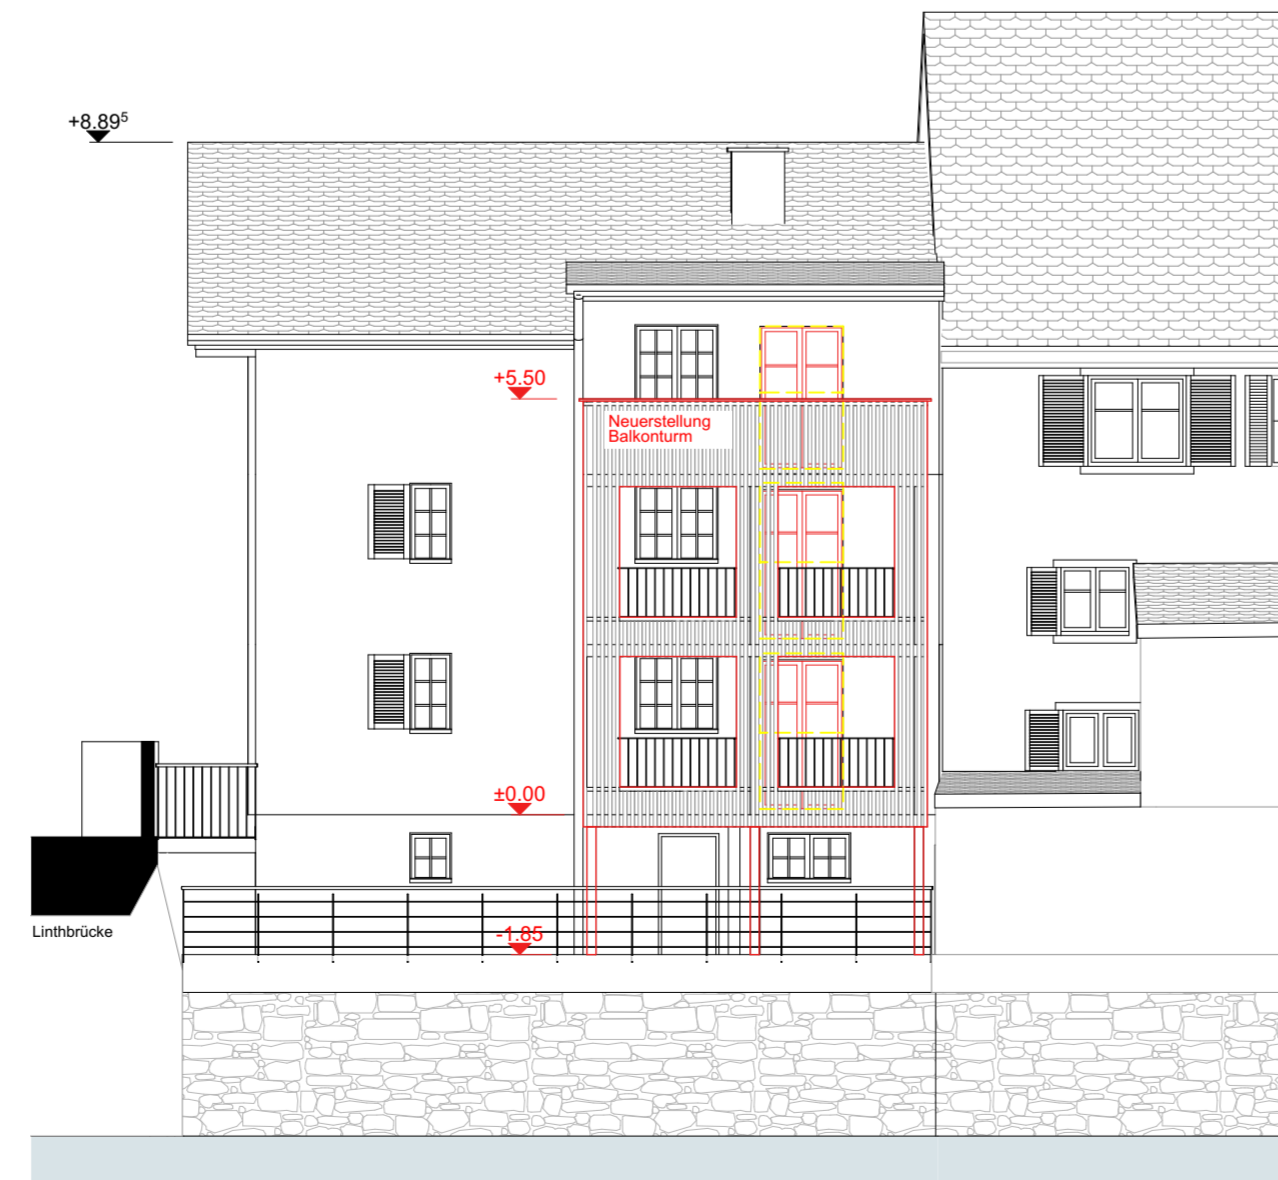 +8.89⁵
+5.50
Neuerstellung
Balkonturm
±0.00
Linthbrücke
-1.85